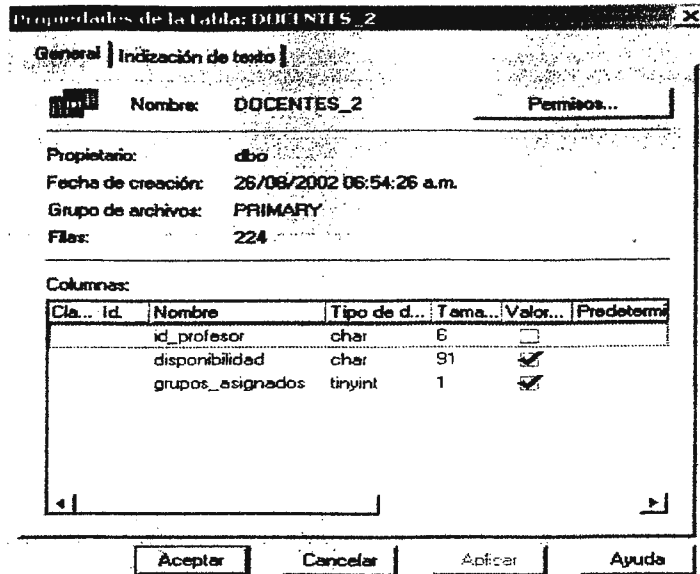 Propiedades de la tabla: DOCENTES_2
General Indización de texto
Nombre: DOCENTES_2 Permisos...
Propietario: dbo
Fecha de creación: 26/08/2002 06:54:26 a.m.
Grupo de archivos: PRIMARY
Filas: 224
Columnas:
Cla... Id. Nombre Tipo de d... Tama... Valor... Predetermi
id_profesor char 6
disponibilidad char 91
grupos_asignados tinyint 1
Aceptar Cancelar Aplicar Ayuda